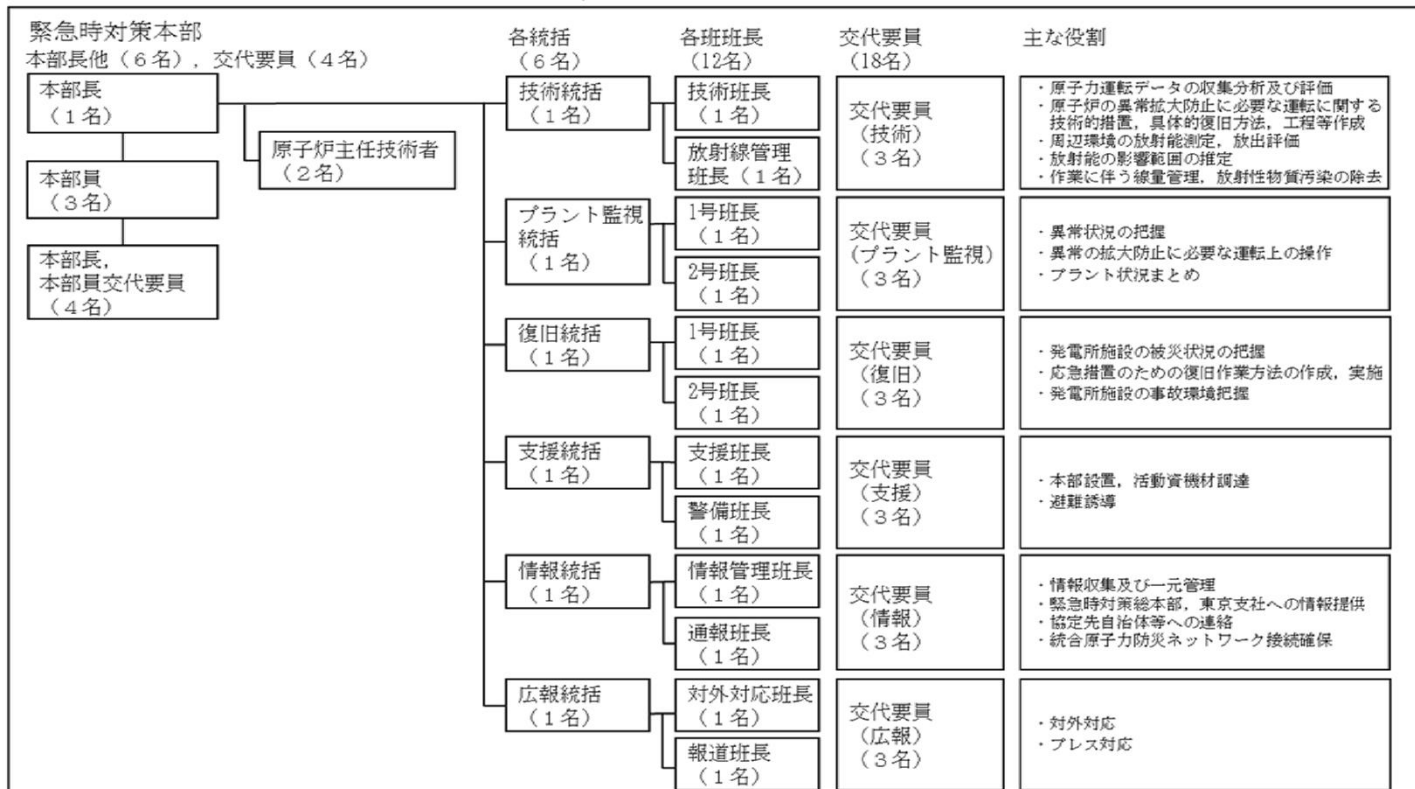 緊急時対策本部
本部長他（６名），交代要員（４名）
本部長
（１名）
原子炉主任技術者
（２名）
本部員
（３名）
本部長，
本部員交代要員
（４名）
各統括
（６名）
各班班長
（12名）
交代要員
（18名）
主な役割
技術統括
（１名）
技術班長
（１名）
放射線管理
班長（１名）
交代要員
（技術）
（３名）
・原子力運転データの収集分析及び評価
・原子炉の異常拡大防止に必要な運転に関する
技術的措置，具体的復旧方法，工程等作成
・周辺環境の放射能測定，放出評価
・放射能の影響範囲の推定
・作業に伴う線量管理，放射性物質汚染の除去
プラント監視
統括
（１名）
1号班長
（１名）
2号班長
（１名）
交代要員
（プラント監視）
（３名）
・異常状況の把握
・異常の拡大防止に必要な運転上の操作
・プラント状況まとめ
復旧統括
（１名）
1号班長
（１名）
2号班長
（１名）
交代要員
（復旧）
（３名）
・発電所施設の被災状況の把握
・応急措置のための復旧作業方法の作成，実施
・発電所施設の事故環境把握
支援統括
（１名）
支援班長
（１名）
警備班長
（１名）
交代要員
（支援）
（３名）
・本部設置，活動資機材調達
・避難誘導
情報統括
（１名）
情報管理班長
（１名）
通報班長
（１名）
交代要員
（情報）
（３名）
・情報収集及び一元管理
・緊急時対策総本部，東京支社への情報提供
・協定先自治体等への連絡
・統合原子力防災ネットワーク接続確保
広報統括
（１名）
対外対応班長
（１名）
報道班長
（１名）
交代要員
（広報）
（３名）
・対外対応
・プレス対応